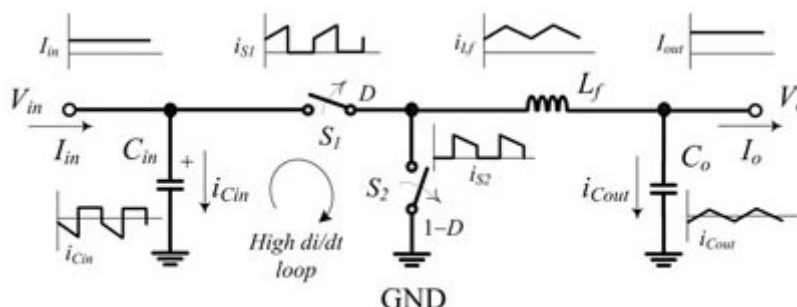 I_in
i_S1
i_Lf
I_out
V_in
D
L_f
I_in
C_in
+
S_1
i_Cin
S_2
i_S2
C_o
I_o
i_Cout
1-D
i_Cin
High di/dt
loop
i_Cout
GND